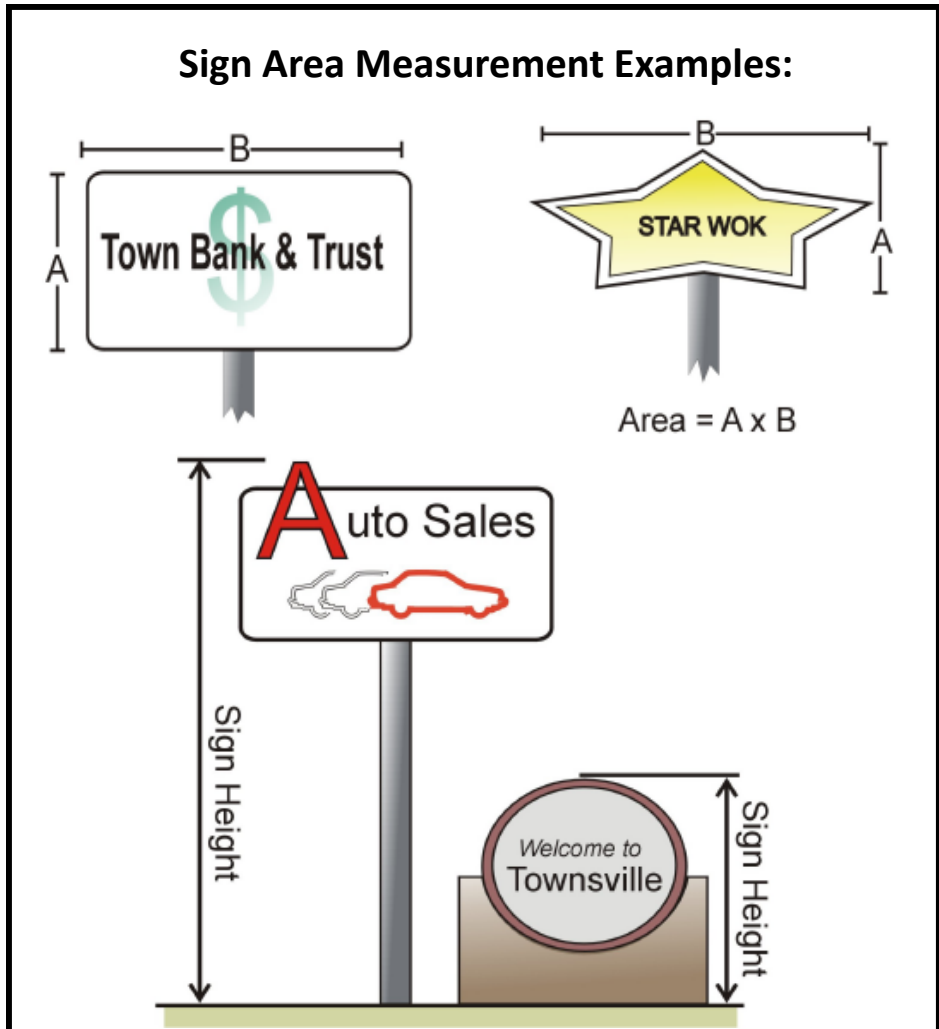 Sign Area Measurement Examples:
B
B
A
$
Town Bank & Trust
STAR WOK
A
Area = A x B
Auto Sales
Sign Height
Welcome to
Townsville
Sign Height